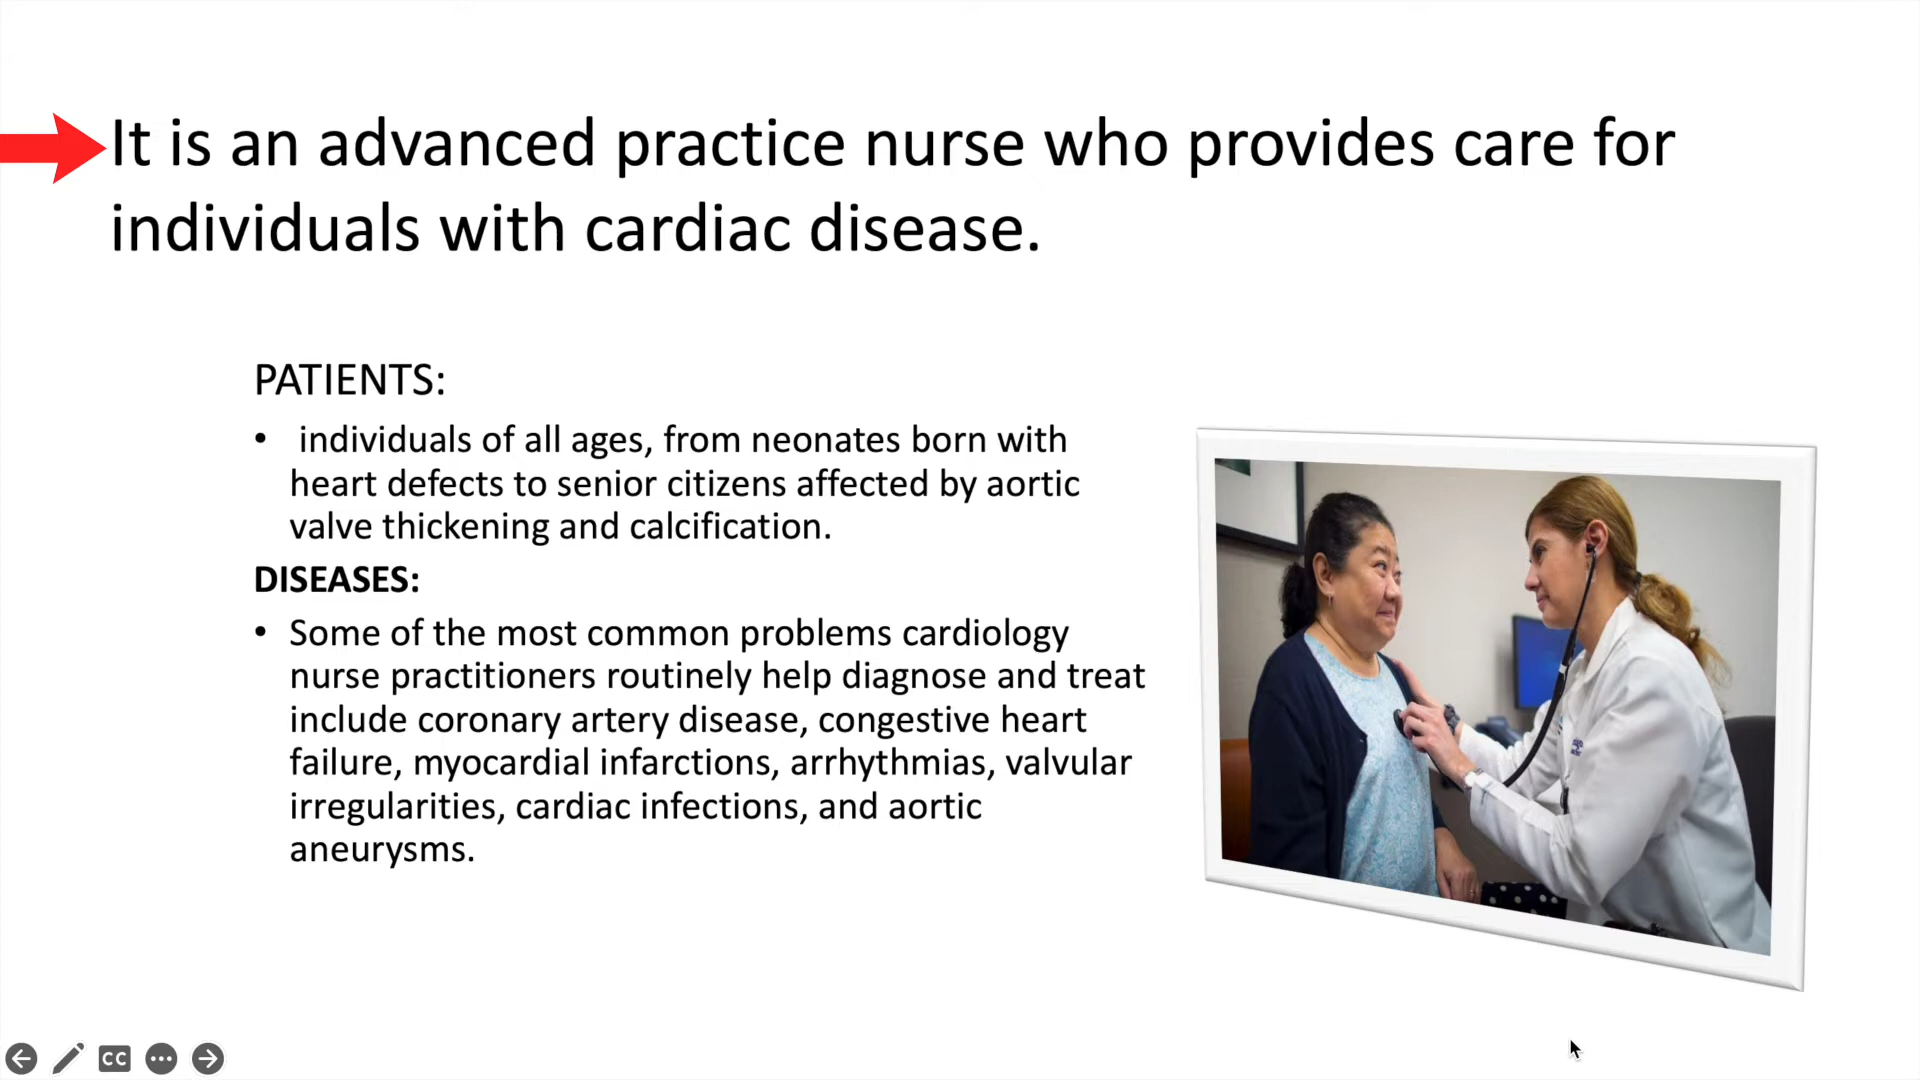 It is an advanced practice nurse who provides care for
individuals with cardiac disease.
PATIENTS:
• individuals of all ages, from neonates born with
heart defects to senior citizens affected by aortic
valve thickening and calcification.
DISEASES:
• Some of the most common problems cardiology
nurse practitioners routinely help diagnose and treat
include coronary artery disease, congestive heart
failure, myocardial infarctions, arrhythmias, valvular
irregularities, cardiac infections, and aortic
aneurysms.
CC